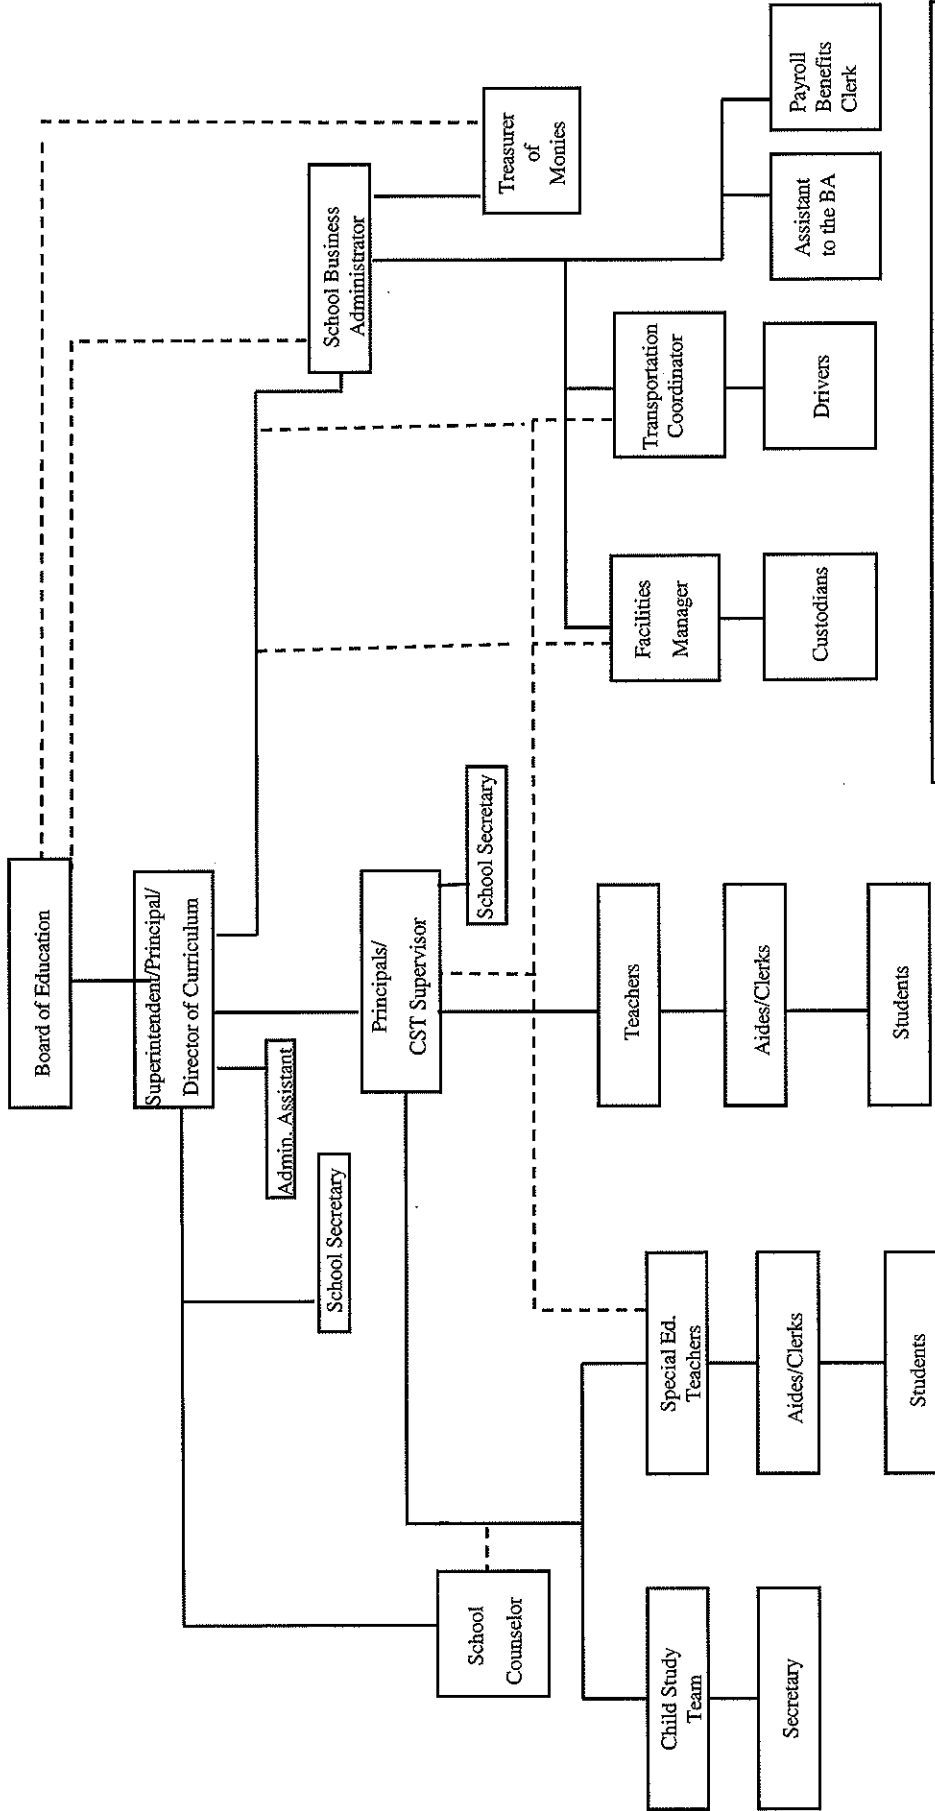 Board of Education
Superintendent/Principal/
Director of Curriculum
Admin. Assistant
School Secretary
School Business
Administrator
Treasurer
of
Monies
Principals/
CST Supervisor
School Secretary
School
Counselor
Child Study
Team
Secretary
Special Ed.
Teachers
Aides/Clerks
Students
Teachers
Aides/Clerks
Students
Facilities
Manager
Custodians
Transportation
Coordinator
Drivers
Assistant
to the BA
Payroll
Benefits
Clerk